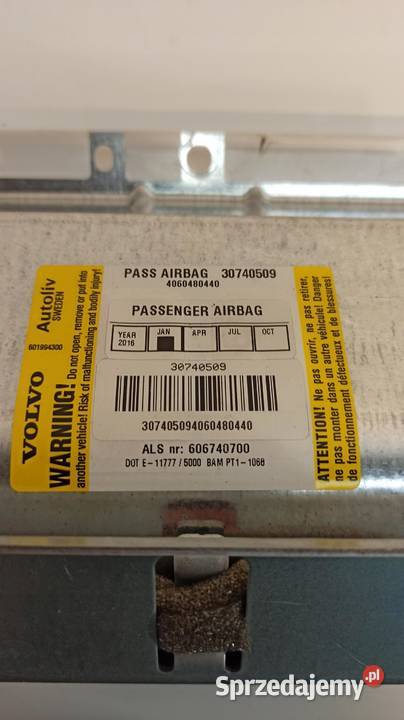 VOLVO
Autoliv
SWEDEN
601994300
WARNING! Do not open, remove or put into
another vehicle! Risk of malfunctioning and bodily injury!
PASS AIRBAG 30740509
4060480440
PASSENGER AIRBAG
YEAR 2016 JAN APR JUL OCT
30740509
307405094060480440
ALS nr: 606740700
DOT E-11777 / 5000 BAM PT1-1068
ATTENTION! Ne pas ouvrir, ne pas retirer,
ne pas monter dans un autre véhicule! Danger
de fonctionnement défectueux et de blessures!
Sprzedajemy.pl